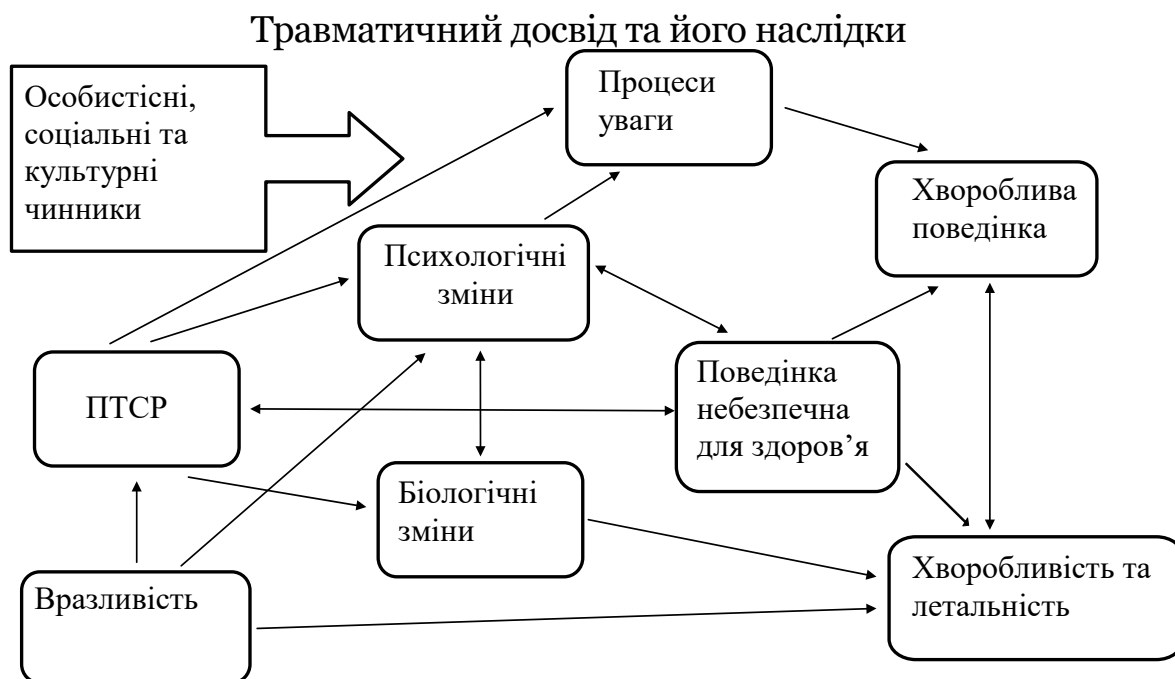 Травматичний досвід та його наслідки
Особистісні,
соціальні та
культурні
чинники
Процеси
уваги
Хвороблива
поведінка
Психологічні
зміни
ПТСР
Поведінка
небезпечна
для здоров’я
Біологічні
зміни
Вразливість
Хворобливість та
летальність